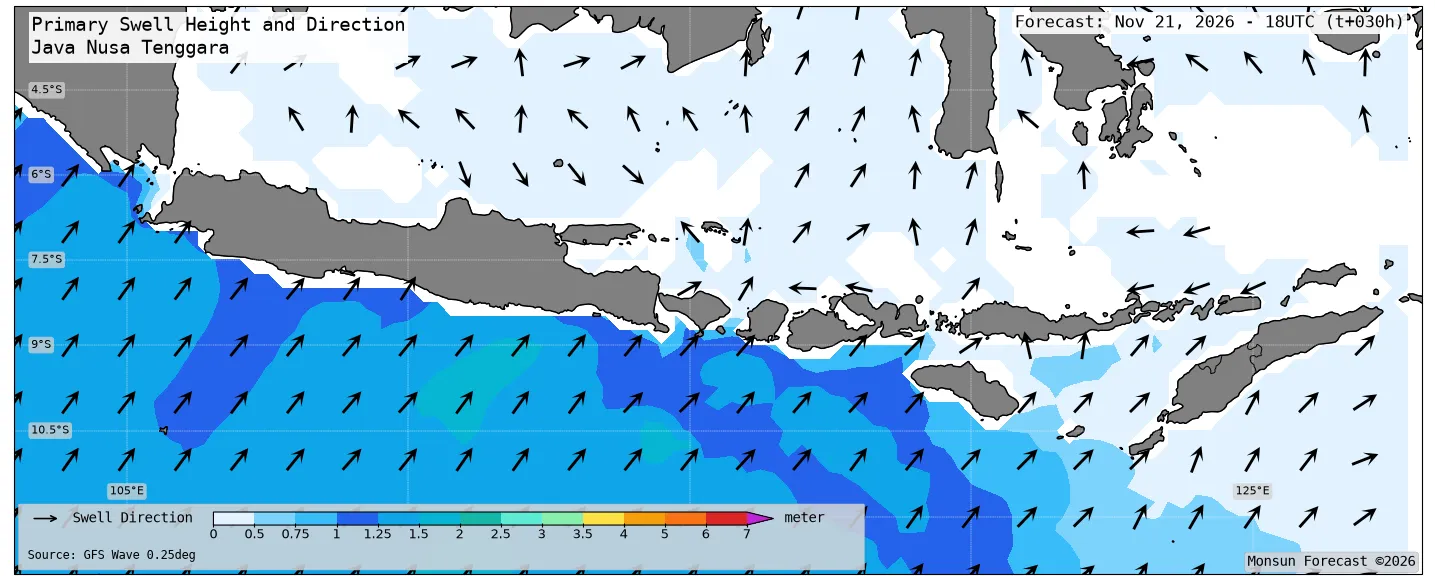 Primary Swell Height and Direction
Java Nusa Tenggara
Forecast: Nov 21, 2026 - 18UTC (t+030h)
4.5°S
6°S
7.5°S
9°S
10.5°S
105°E
125°E
Swell Direction
0 0.5 0.75 1 1.25 1.5 2 2.5 3 3.5 4 5 6 7
meter
Source: GFS Wave 0.25deg
Monsun Forecast ©2026